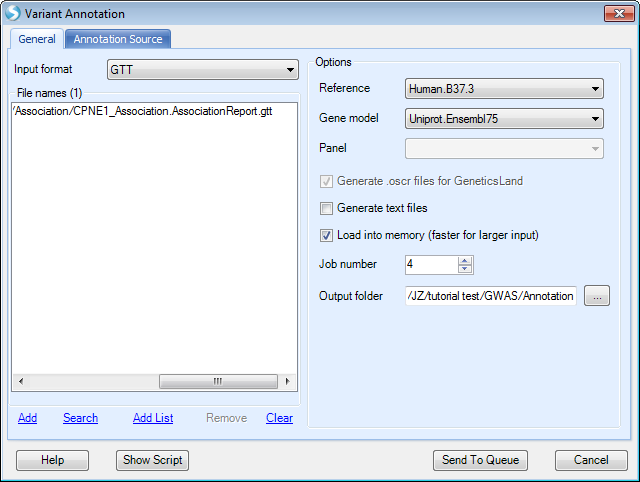 Variant Annotation
General
Annotation Source
Input format
GTT
File names (1)
/Association/CPNE1_Association.AssociationReport.gtt
Add
Search
Add List
Remove
Clear
Options
Reference
Human.B37.3
Gene model
Uniprot.Ensembl75
Panel
Generate .oscr files for GeneticsLand
Generate text files
Load into memory (faster for larger input)
Job number
4
Output folder
/JZ/tutorial test/GWAS/Annotation
...
Help
Show Script
Send To Queue
Cancel